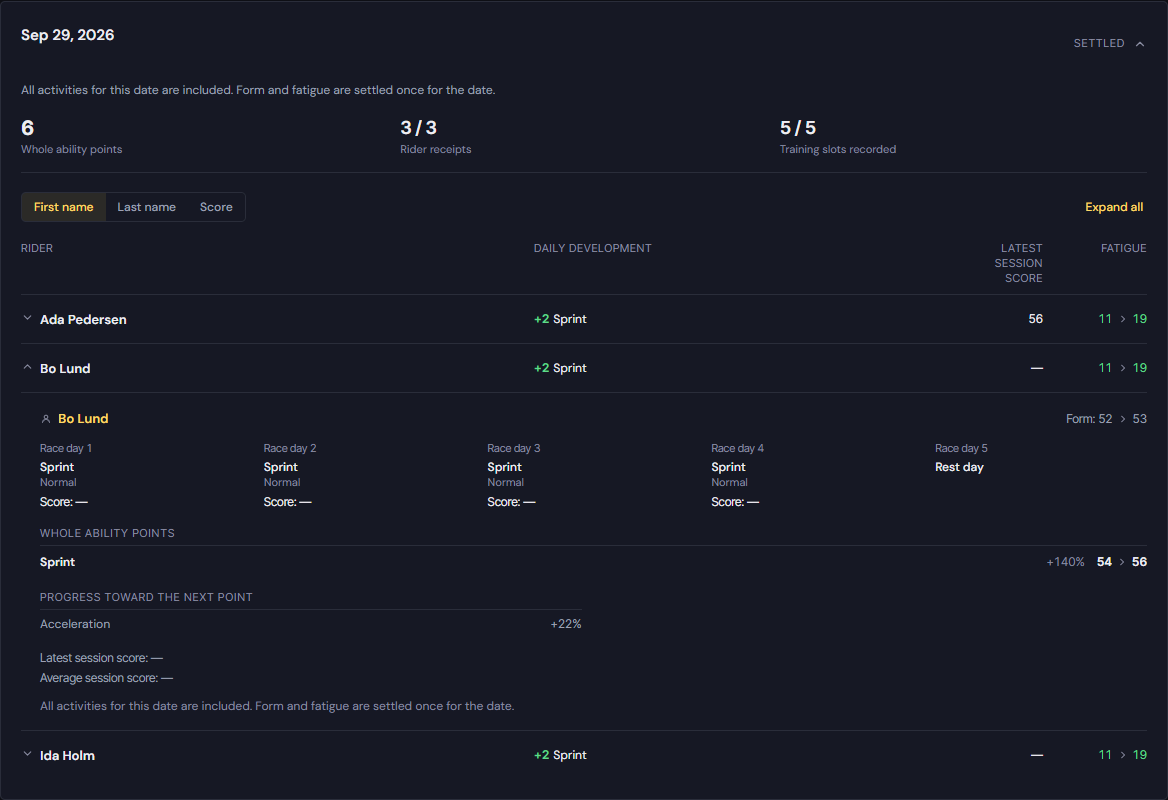 Sep 29, 2026
SETTLED
All activities for this date are included. Form and fatigue are settled once for the date.
6 3 / 3 5 / 5
Whole ability points Rider receipts Training slots recorded
First name Last name Score Expand all
RIDER DAILY DEVELOPMENT LATEST FATIGUE
SESSION
SCORE
Ada Pedersen +2 Sprint 56 11 > 19
Bo Lund +2 Sprint — 11 > 19
Bo Lund Form: 52 > 53
Race day 1 Race day 2 Race day 3 Race day 4 Race day 5
Sprint Sprint Sprint Sprint Rest day
Normal Normal Normal Normal
Score: — Score: — Score: — Score: —
WHOLE ABILITY POINTS
Sprint +140% 54 > 56
PROGRESS TOWARD THE NEXT POINT
Acceleration +22%
Latest session score: —
Average session score: —
All activities for this date are included. Form and fatigue are settled once for the date.
Ida Holm +2 Sprint — 11 > 19